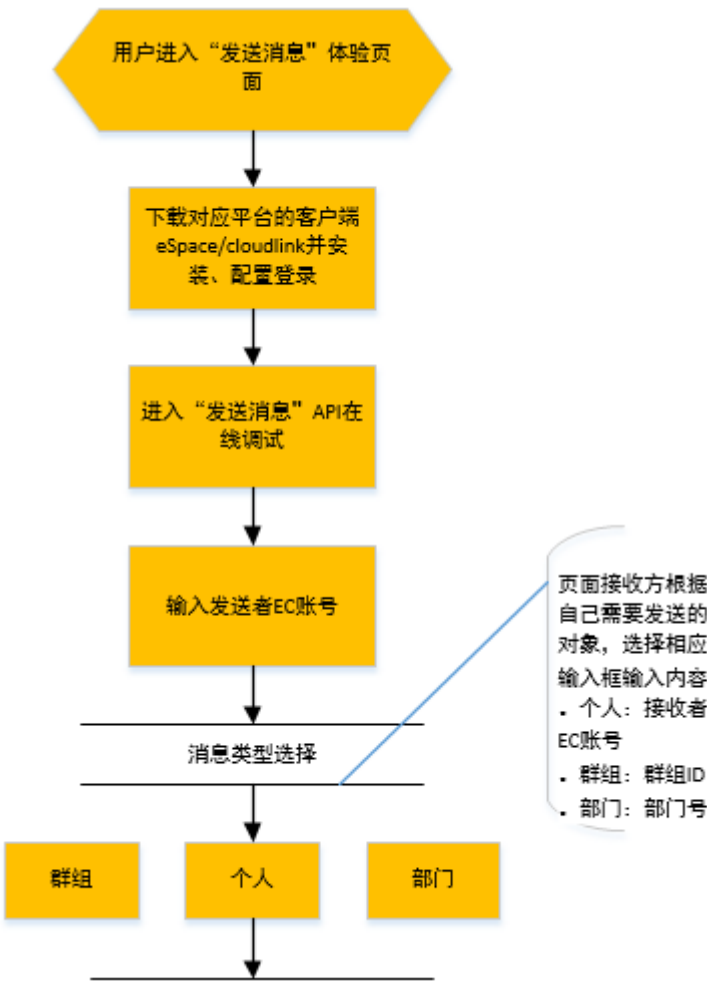 用户进入“发送消息”体验页
面
下载对应平台的客户端
eSpace/cloudlink并安
装、配置登录
进入“发送消息”API在
线调试
输入发送者EC账号
消息类型选择
页面接收方根据
自己需要发送的
对象，选择相应
输入框输入内容
. 个人：接收者
EC账号
. 群组：群组ID
. 部门：部门号
群组
个人
部门